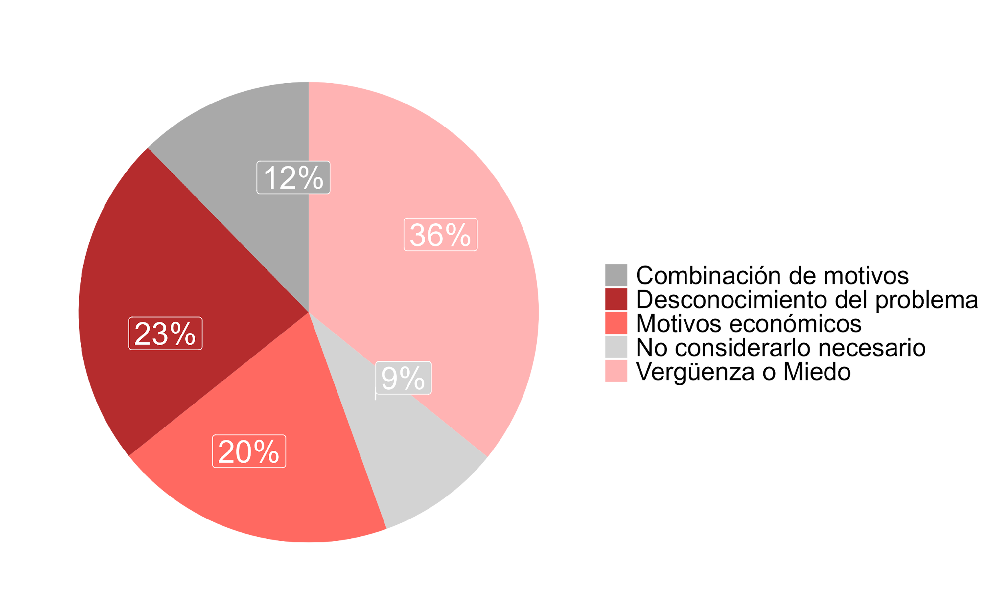 12%
36%
23%
9%
20%
Combinación de motivos
Desconocimiento del problema
Motivos económicos
No considerarlo necesario
Vergüenza o Miedo